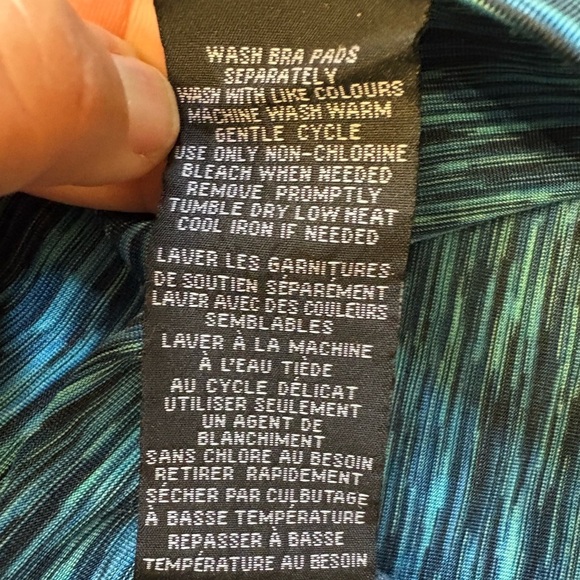 WASH BRA PADS
SEPARATELY
WASH WITH LIKE COLOURS
MACHINE WASH WARM
GENTLE CYCLE
USE ONLY NON-CHLORINE
BLEACH WHEN NEEDED
REMOVE PROMPTLY
TUMBLE DRY LOW HEAT
COOL IRON IF NEEDED
LAVER LES GARNITURES
DE SOUTIEN SÉPARÉMENT
LAVER AVEC DES COULEURS
SEMBLABLES
LAVER À LA MACHINE
À L'EAU TIÈDE
AU CYCLE DÉLICAT
UTILISER SEULEMENT
UN AGENT DE
BLANCHIMENT
SANS CHLORE AU BESOIN
RETIRER RAPIDEMENT
SÉCHER PAR CULBUTAGE
À BASSE TEMPÉRATURE
REPASSER À BASSE
TEMPÉRATURE AU BESOIN